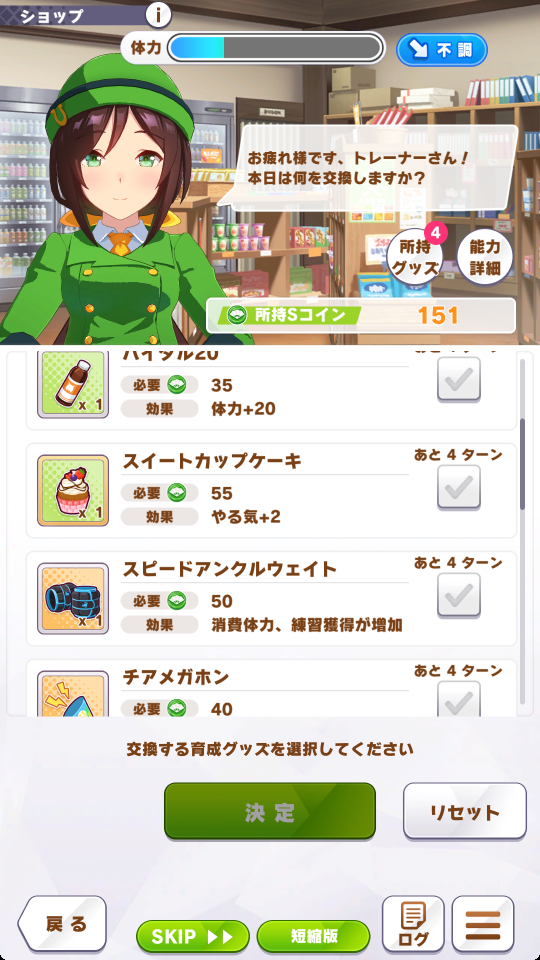 ショップ
i
体力
不調
お疲れ様です、トレーナーさん！
本日は何を交換しますか？
所持
グッズ
4
能力
詳細
所持Sコイン
151
バイタル20
x 1
必要
35
効果
体力+20
スイートカップケーキ
あと 4 ターン
x 1
必要
55
効果
やる気+2
スピードアンクルウェイト
あと 4 ターン
x 1
必要
50
効果
消費体力、練習獲得が増加
チアメガホン
あと 4 ターン
必要
40
交換する育成グッズを選択してください
決定
リセット
戻る
SKIP
短縮版
ログ